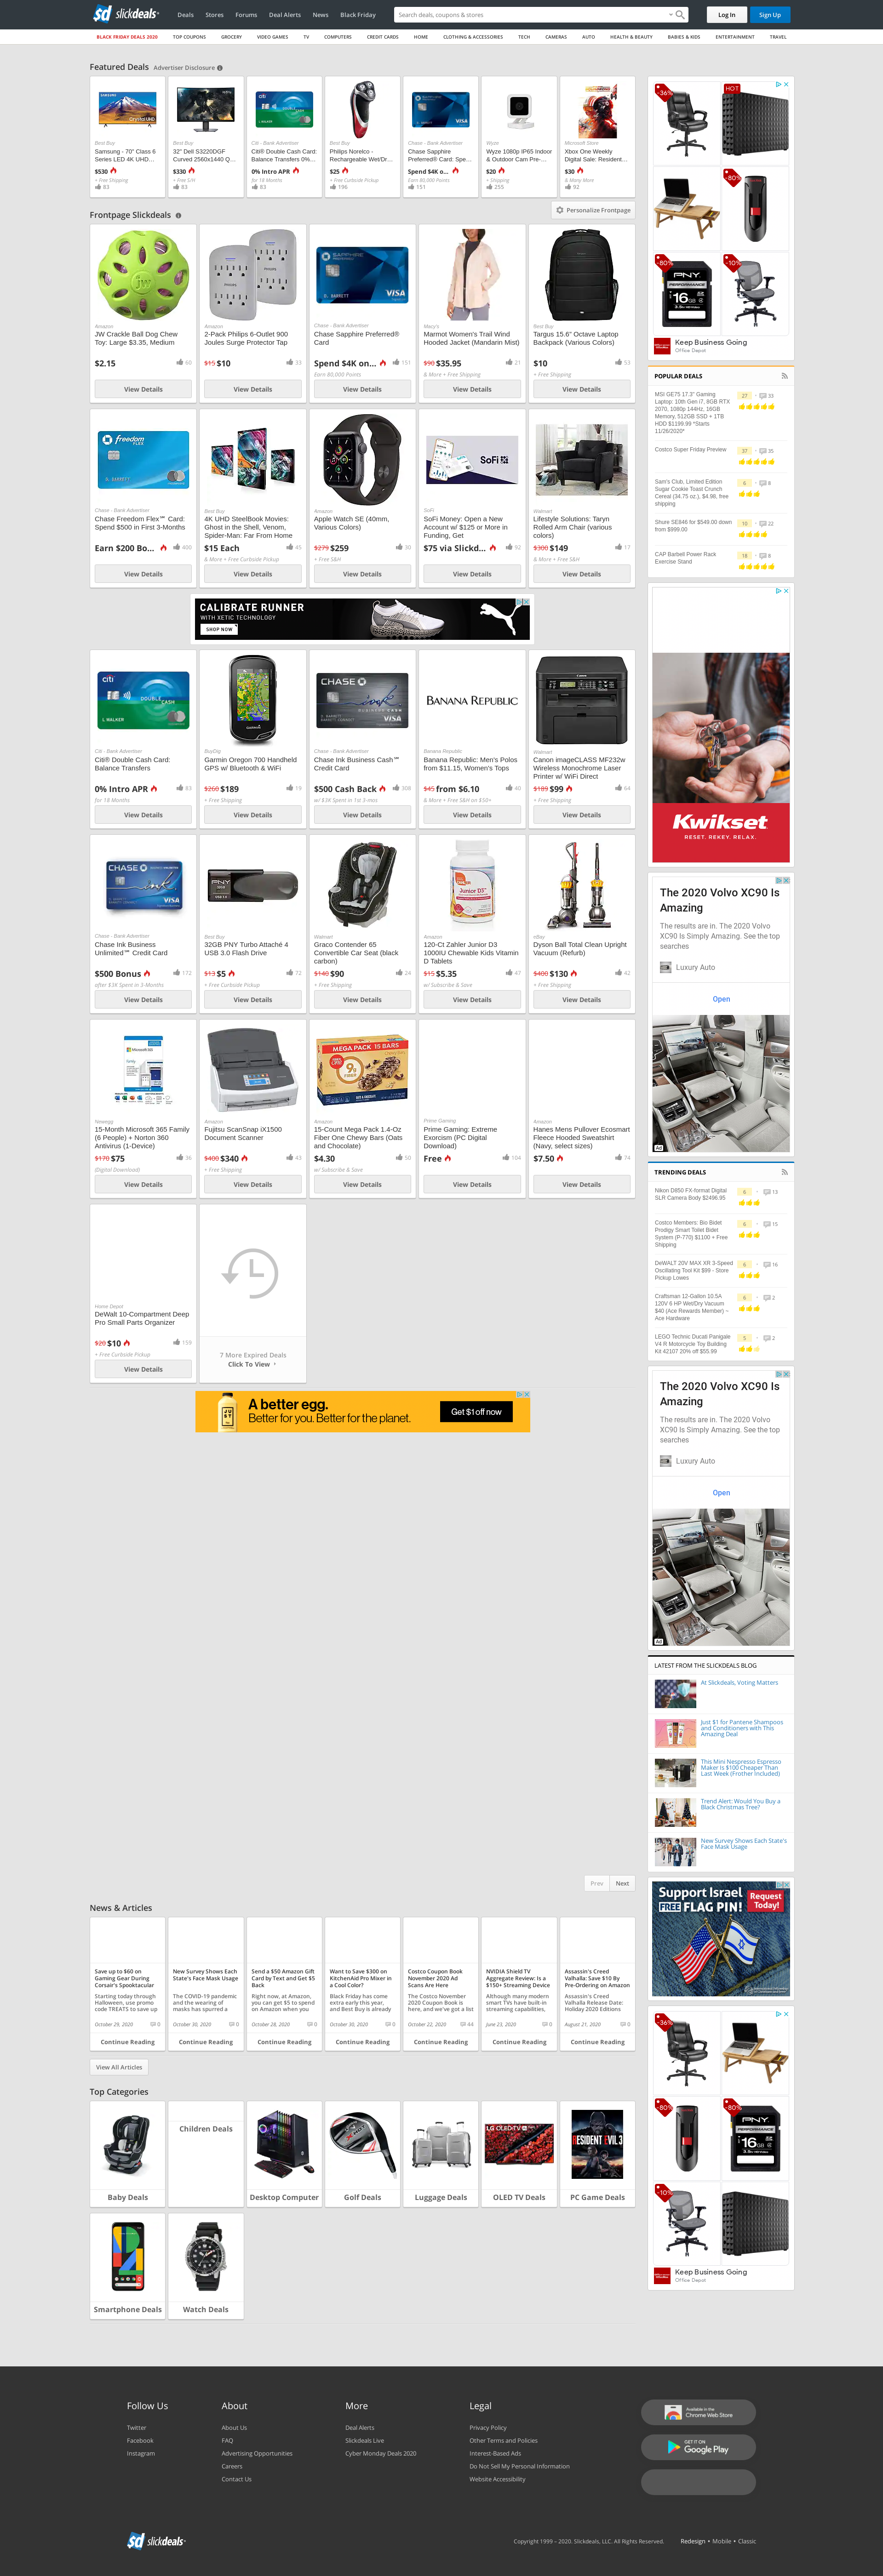 slickdeals
Deals
Stores
Forums
Deal Alerts
News
Black Friday
Search deals, coupons & stores
Log In
Sign Up
BLACK FRIDAY DEALS 2020
TOP COUPONS
GROCERY
VIDEO GAMES
TV
COMPUTERS
CREDIT CARDS
HOME
CLOTHING & ACCESSORIES
TECH
CAMERAS
AUTO
HEALTH & BEAUTY
BABIES & KIDS
ENTERTAINMENT
TRAVEL
Featured Deals Advertiser Disclosure
Best Buy
Samsung - 70" Class 6
Series LED 4K UHD...
$530
+ Free Shipping
83
Best Buy
32" Dell S3220DGF
Curved 2560x1440 Q...
$330
+ Free S/H
83
Citi - Bank Advertiser
Citi® Double Cash Card:
Balance Transfers 0%...
0% Intro APR
for 18 Months
83
Best Buy
Philips Norelco -
Rechargeable Wet/Dr...
$25
+ Free Curbside Pickup
196
Chase - Bank Advertiser
Chase Sapphire
Preferred® Card: Spe...
Spend $4K o...
Earn 80,000 Points
151
Wyze
Wyze 1080p IP65 Indoor
& Outdoor Cam Pre-...
$20
+ Shipping
255
Microsoft Store
Xbox One Weekly
Digital Sale: Resident...
$30
& Many More
92
Frontpage Slickdeals
Personalize Frontpage
Amazon
JW Crackle Ball Dog Chew
Toy: Large $3.35, Medium
$2.15
60
View Details
Amazon
2-Pack Philips 6-Outlet 900
Joules Surge Protector Tap
$15 $10
33
View Details
Chase - Bank Advertiser
Chase Sapphire Preferred®
Card
Spend $4K on...
151
Earn 80,000 Points
View Details
Macy's
Marmot Women's Trail Wind
Hooded Jacket (Mandarin Mist)
$90 $35.95
21
& More + Free Shipping
View Details
Best Buy
Targus 15.6" Octave Laptop
Backpack (Various Colors)
$10
53
+ Free Shipping
View Details
Chase - Bank Advertiser
Chase Freedom Flex℠ Card:
Spend $500 in First 3-Months
Earn $200 Bo...
400
View Details
Best Buy
4K UHD SteelBook Movies:
Ghost in the Shell, Venom,
Spider-Man: Far From Home
$15 Each
45
& More + Free Curbside Pickup
View Details
Amazon
Apple Watch SE (40mm,
Various Colors)
$279 $259
30
+ Free S&H
View Details
SoFi
SoFi Money: Open a New
Account w/ $125 or More in
Funding, Get
$75 via Slickd...
92
View Details
Walmart
Lifestyle Solutions: Taryn
Rolled Arm Chair (various
colors)
$300 $149
17
& More + Free S&H
View Details
CALIBRATE RUNNER
WITH XETIC TECHNOLOGY
SHOP NOW
Citi - Bank Advertiser
Citi® Double Cash Card:
Balance Transfers
0% Intro APR
83
for 18 Months
View Details
BuyDig
Garmin Oregon 700 Handheld
GPS w/ Bluetooth & WiFi
$260 $189
19
+ Free Shipping
View Details
Chase - Bank Advertiser
Chase Ink Business Cash℠
Credit Card
$500 Cash Back
308
w/ $3K Spent in 1st 3-mos
View Details
BANANA REPUBLIC
Banana Republic
Banana Republic: Men's Polos
from $11.15, Women's Tops
$45 from $6.10
40
& More + Free S&H on $50+
View Details
Walmart
Canon imageCLASS MF232w
Wireless Monochrome Laser
Printer w/ WiFi Direct
$189 $99
64
+ Free Shipping
View Details
Chase - Bank Advertiser
Chase Ink Business
Unlimited℠ Credit Card
$500 Bonus
172
after $3K Spent in 3-Months
View Details
Best Buy
32GB PNY Turbo Attaché 4
USB 3.0 Flash Drive
$13 $5
72
+ Free Curbside Pickup
View Details
Walmart
Graco Contender 65
Convertible Car Seat (black
carbon)
$140 $90
24
+ Free Shipping
View Details
Amazon
120-Ct Zahler Junior D3
1000IU Chewable Kids Vitamin
D Tablets
$15 $5.35
47
w/ Subscribe & Save
View Details
eBay
Dyson Ball Total Clean Upright
Vacuum (Refurb)
$400 $130
42
+ Free Shipping
View Details
Newegg
15-Month Microsoft 365 Family
(6 People) + Norton 360
Antivirus (1-Device)
$170 $75
36
(Digital Download)
View Details
Amazon
Fujitsu ScanSnap iX1500
Document Scanner
$400 $340
43
+ Free Shipping
View Details
Amazon
15-Count Mega Pack 1.4-Oz
Fiber One Chewy Bars (Oats
and Chocolate)
$4.30
50
w/ Subscribe & Save
View Details
Prime Gaming
Prime Gaming: Extreme
Exorcism (PC Digital
Download)
Free
104
View Details
Amazon
Hanes Mens Pullover Ecosmart
Fleece Hooded Sweatshirt
(Navy, select sizes)
$7.50
74
View Details
Home Depot
DeWalt 10-Compartment Deep
Pro Small Parts Organizer
$20 $10
159
+ Free Curbside Pickup
View Details
7 More Expired Deals
Click To View
A better egg.
Better for you. Better for the planet.
Get $1 off now
Prev
Next
News & Articles
Save up to $60 on
Gaming Gear During
Corsair's Spooktacular
Starting today through
Halloween, use promo
code TREATS to save up
October 29, 2020
0
Continue Reading
New Survey Shows Each
State's Face Mask Usage
The COVID-19 pandemic
and the wearing of
masks has spurred a
October 30, 2020
0
Continue Reading
Send a $50 Amazon Gift
Card by Text and Get $5
Back
Right now, at Amazon,
you can get $5 to spend
on Amazon when you
October 28, 2020
0
Continue Reading
Want to Save $300 on
KitchenAid Pro Mixer in
a Cool Color?
Black Friday has come
extra early this year,
and Best Buy is already
October 30, 2020
0
Continue Reading
Costco Coupon Book
November 2020 Ad
Scans Are Here
The Costco November
2020 Coupon Book is
here, and we've got a list
October 22, 2020
44
Continue Reading
NVIDIA Shield TV
Aggregate Review: Is a
$150+ Streaming Device
Although many modern
smart TVs have built-in
streaming capabilities,
June 23, 2020
0
Continue Reading
Assassin's Creed
Valhalla: Save $10 By
Pre-Ordering on Amazon
Assassin's Creed
Valhalla Release Date:
Holiday 2020 Editions
August 21, 2020
0
Continue Reading
View All Articles
Top Categories
Baby Deals
Children Deals
Desktop Computer
Golf Deals
Luggage Deals
OLED TV Deals
PC Game Deals
Smartphone Deals
Watch Deals
-36%
HOT
-80%
-80%
-10%
PNY
PERFORMANCE
16GB
Keep Business Going
Office Depot
POPULAR DEALS
MSI GE75 17.3" Gaming
Laptop: 10th Gen i7, 8GB RTX
2070, 1080p 144Hz, 16GB
Memory, 512GB SSD + 1TB
HDD $1199.99 *Starts
11/26/2020*
27
33
Costco Super Friday Preview
37
35
Sam's Club, Limited Edition
Sugar Cookie Toast Crunch
Cereal (34.75 oz.), $4.98, free
shipping
6
8
Shure SE846 for $549.00 down
from $999.00
10
22
CAP Barbell Power Rack
Exercise Stand
18
8
Kwikset
RESET. REKEY. RELAX.
The 2020 Volvo XC90 Is
Amazing
The results are in. The 2020 Volvo
XC90 Is Simply Amazing. See the top
searches
Luxury Auto
Open
Ad
TRENDING DEALS
Nikon D850 FX-format Digital
SLR Camera Body $2496.95
6
13
Costco Members: Bio Bidet
Prodigy Smart Toilet Bidet
System (P-770) $1100 + Free
Shipping
6
15
DeWALT 20V MAX XR 3-Speed
Oscillating Tool Kit $99 - Store
Pickup Lowes
6
16
Craftsman 12-Gallon 10.5A
120V 6 HP Wet/Dry Vacuum
$40 (Ace Rewards Member) ~
Ace Hardware
6
2
LEGO Technic Ducati Panigale
V4 R Motorcycle Toy Building
Kit 42107 20% off $55.99
5
2
The 2020 Volvo XC90 Is
Amazing
The results are in. The 2020 Volvo
XC90 Is Simply Amazing. See the top
searches
Luxury Auto
Open
Ad
LATEST FROM THE SLICKDEALS BLOG
At Slickdeals, Voting Matters
Just $1 for Pantene Shampoos
and Conditioners with This
Amazing Deal
This Mini Nespresso Espresso
Maker Is $100 Cheaper Than
Last Week (Frother Included)
Trend Alert: Would You Buy a
Black Christmas Tree?
New Survey Shows Each State's
Face Mask Usage
Support Israel
FREE FLAG PIN!
Request
Today!
-36%
-80%
-80%
PNY
PERFORMANCE
16GB
-10%
Keep Business Going
Office Depot
Follow Us
Twitter
Facebook
Instagram
About
About Us
FAQ
Advertising Opportunities
Careers
Contact Us
More
Deal Alerts
Slickdeals Live
Cyber Monday Deals 2020
Legal
Privacy Policy
Other Terms and Policies
Interest-Based Ads
Do Not Sell My Personal Information
Website Accessibility
Available in the
Chrome Web Store
GET IT ON
Google Play
slickdeals
Copyright 1999 - 2020. Slickdeals, LLC. All Rights Reserved.
Redesign • Mobile • Classic